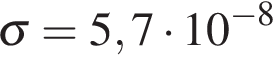 σ = 5,7 · 10⁻⁸